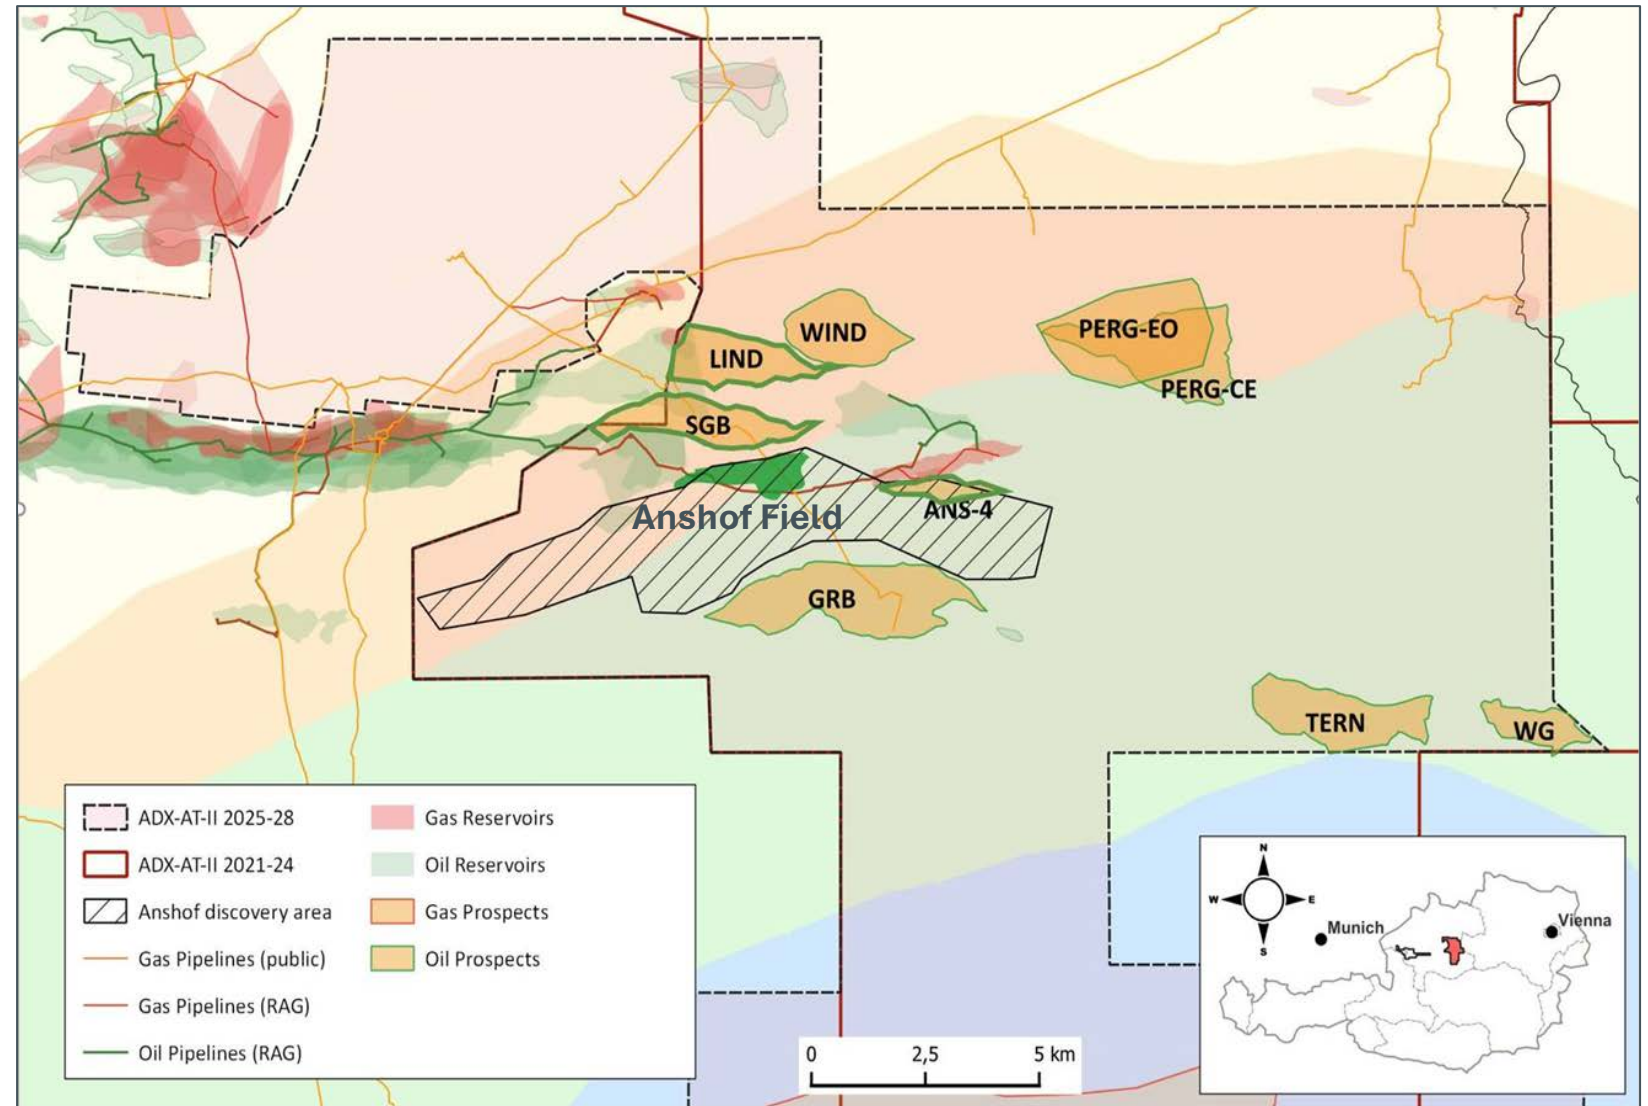 WIND
PERG-EO
LIND
PERG-CE
SGB
ANS-4
Anshof Field
GRB
TERN
WG
ADX-AT-II 2025-28
ADX-AT-II 2021-24
Anshof discovery area
Gas Pipelines (public)
Gas Pipelines (RAG)
Oil Pipelines (RAG)
Gas Reservoirs
Oil Reservoirs
Gas Prospects
Oil Prospects
0 2,5 5 km
N
W E
S
Munich
Vienna